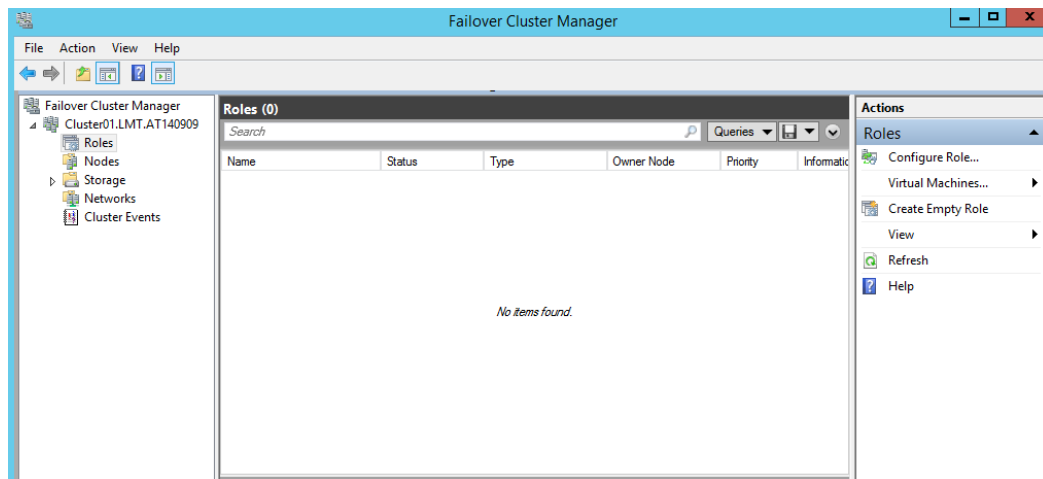 Failover Cluster Manager
File Action View Help
Failover Cluster Manager
Cluster01.LMT.AT140909
Roles
Nodes
Storage
Networks
Cluster Events
Roles (0)
Search
Queries
Name Status Type Owner Node Priority Informatic
No items found.
Actions
Roles
Configure Role...
Virtual Machines...
Create Empty Role
View
Refresh
Help